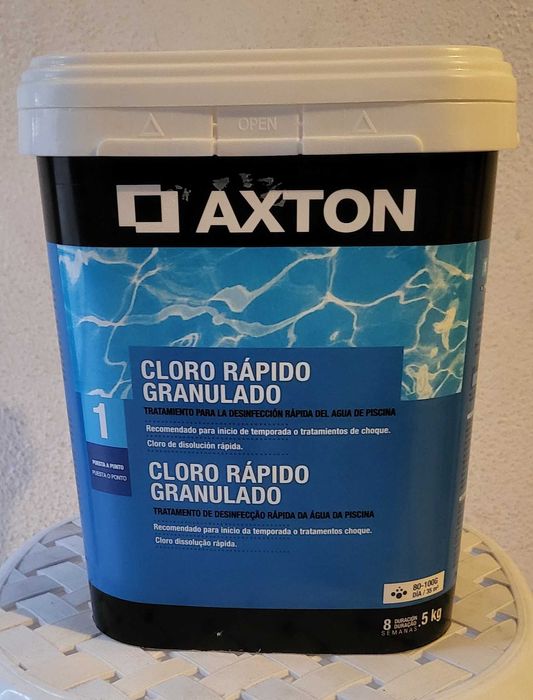 OPEN
AXTON
CLORO RÁPIDO
GRANULADO
TRATAMIENTO PARA LA DESINFECCIÓN RÁPIDA DEL AGUA DE PISCINA
Recomendado para inicio de temporada o tratamientos de choque.
Cloro de disolución rápida.
1
PUESTA A PUNTO
PUESTA O PONTO
CLORO RÁPIDO
GRANULADO
TRATAMENTO DE DESINFECÇÃO RÁPIDA DA ÁGUA DA PISCINA
Recomendado para início da temporada o tratamentos de choque.
Cloro dissolução rápida.
80-100G
DÍA / 35 m³
8 DURACIÓN
DURAÇÃO
SEMANAS
5 kg